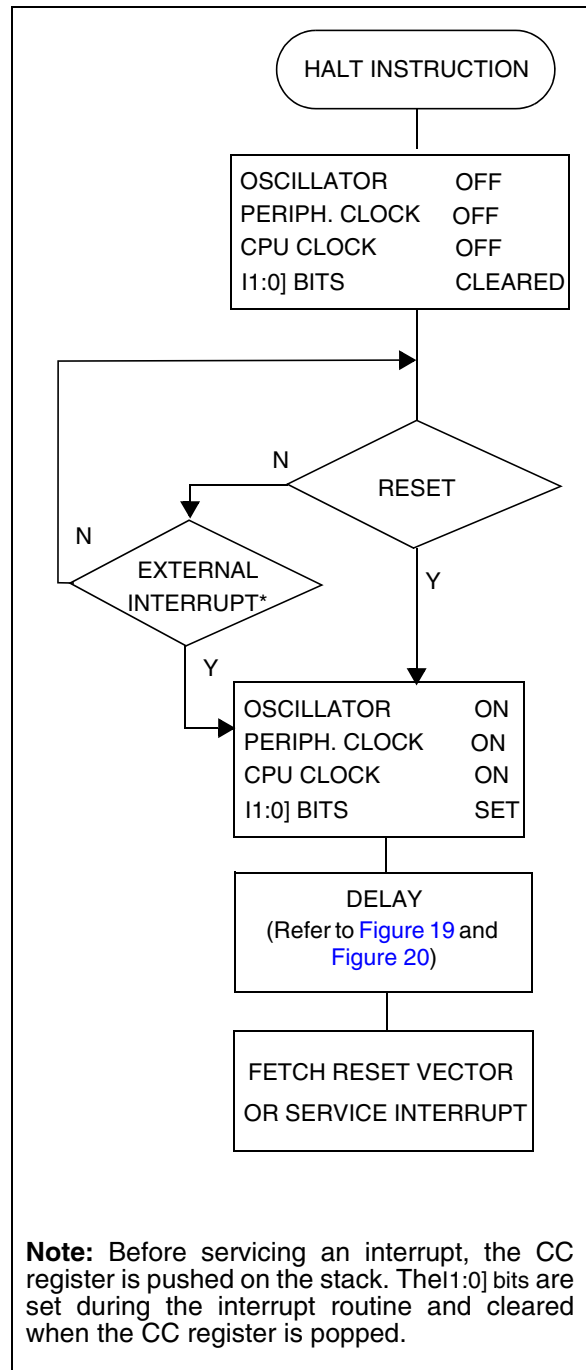 HALT INSTRUCTION
OSCILLATOR OFF
PERIPH. CLOCK OFF
CPU CLOCK OFF
I1:0] BITS CLEARED
N
RESET
N
EXTERNAL
INTERRUPT*
Y
Y
OSCILLATOR ON
PERIPH. CLOCK ON
CPU CLOCK ON
I1:0] BITS SET
DELAY
(Refer to Figure 19 and
Figure 20)
FETCH RESET VECTOR
OR SERVICE INTERRUPT
Note: Before servicing an interrupt, the CC
register is pushed on the stack. TheI1:0] bits are
set during the interrupt routine and cleared
when the CC register is popped.